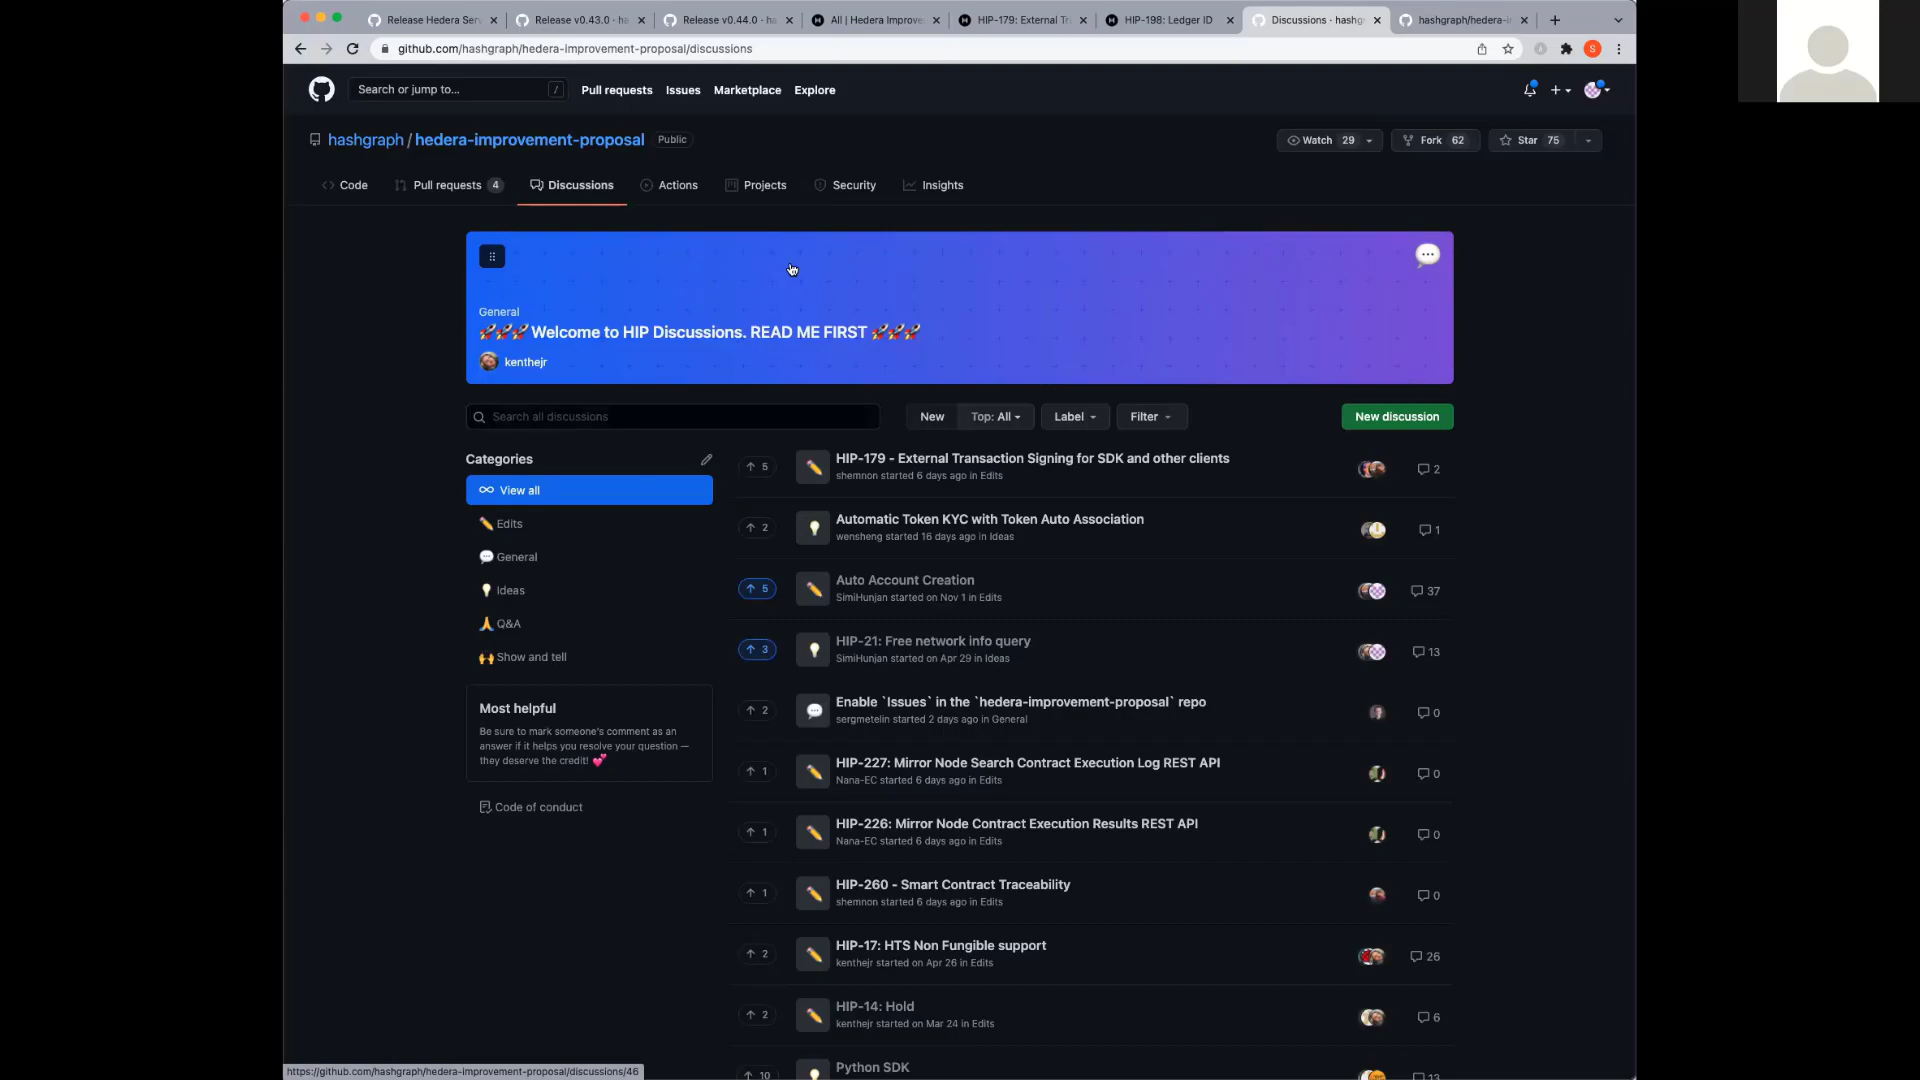 Release Hedera Serv
Release v0.43.0 · ha
Release v0.44.0 · ha
All | Hedera Improve
HIP-179: External Tr
HIP-198: Ledger ID
Discussions · hashg
hashgraph/hedera-i
github.com/hashgraph/hedera-improvement-proposal/discussions
S
Search or jump to...
/
Pull requests
Issues
Marketplace
Explore
hashgraph / hedera-improvement-proposal
Public
Watch 29
Fork 62
Star 75
Code
Pull requests 4
Discussions
Actions
Projects
Security
Insights
General
🚀🚀🚀 Welcome to HIP Discussions. READ ME FIRST 🚀🚀🚀
kenthejr
Search all discussions
New
Top: All
Label
Filter
New discussion
Categories
View all
Edits
General
Ideas
Q&A
Show and tell
Most helpful
Be sure to mark someone's comment as an
answer if it helps you resolve your question —
they deserve the credit! 💕
Code of conduct
5
HIP-179 - External Transaction Signing for SDK and other clients
shemnon started 6 days ago in Edits
2
2
Automatic Token KYC with Token Auto Association
wensheng started 16 days ago in Ideas
1
5
Auto Account Creation
SimiHunjan started on Nov 1 in Edits
37
3
HIP-21: Free network info query
SimiHunjan started on Apr 29 in Ideas
13
2
Enable `Issues` in the `hedera-improvement-proposal` repo
sergmetelin started 2 days ago in General
0
1
HIP-227: Mirror Node Search Contract Execution Log REST API
Nana-EC started 6 days ago in Edits
0
1
HIP-226: Mirror Node Contract Execution Results REST API
Nana-EC started 6 days ago in Edits
0
1
HIP-260 - Smart Contract Traceability
shemnon started 6 days ago in Edits
0
2
HIP-17: HTS Non Fungible support
kenthejr started on Apr 26 in Edits
26
2
HIP-14: Hold
kenthejr started on Mar 24 in Edits
6
10
Python SDK
13
https://github.com/hashgraph/hedera-improvement-proposal/discussions/46